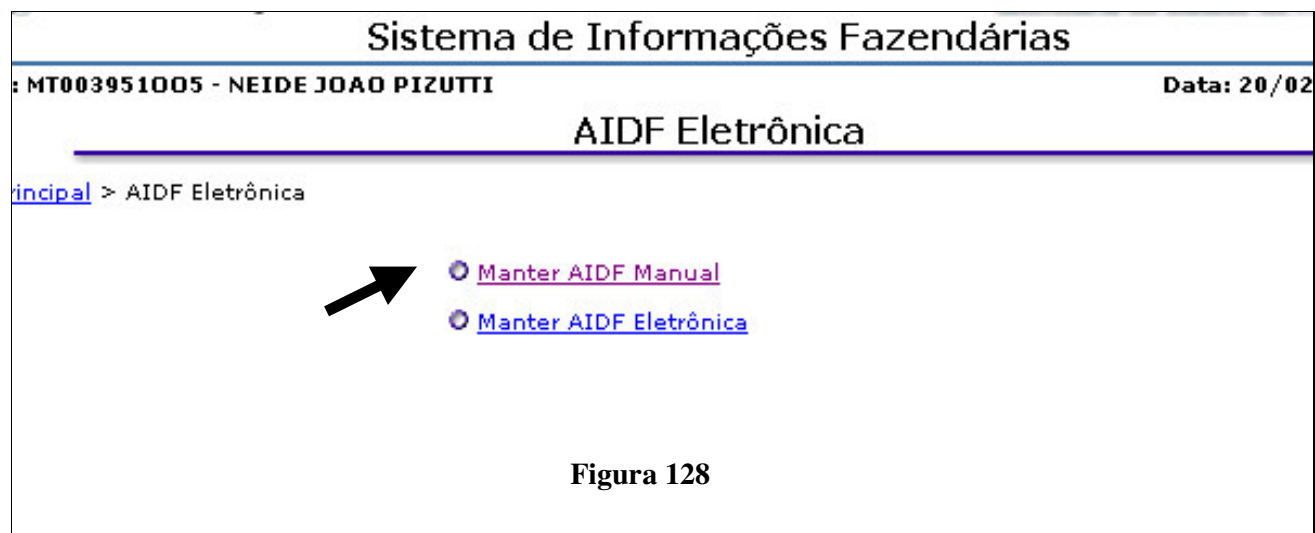 Sistema de Informações Fazendárias
: MT003951OO5 - NEIDE JOAO PIZUTTI Data: 20/02
AIDF Eletrônica
rincipal > AIDF Eletrônica
Manter AIDF Manual
Manter AIDF Eletrônica
Figura 128